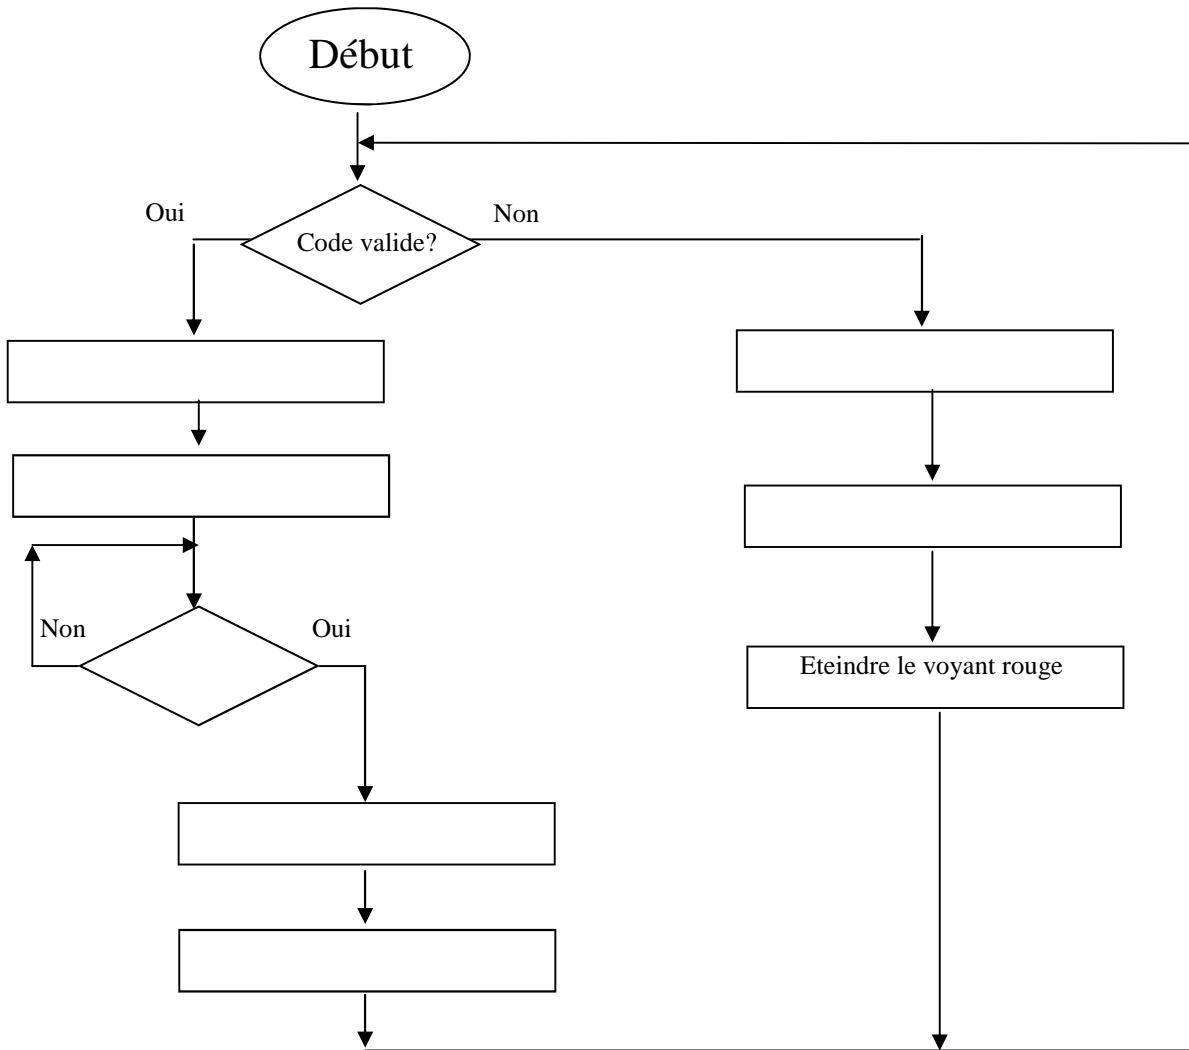 Début
Oui
Non
Code valide?
Non
Oui
Eteindre le voyant rouge